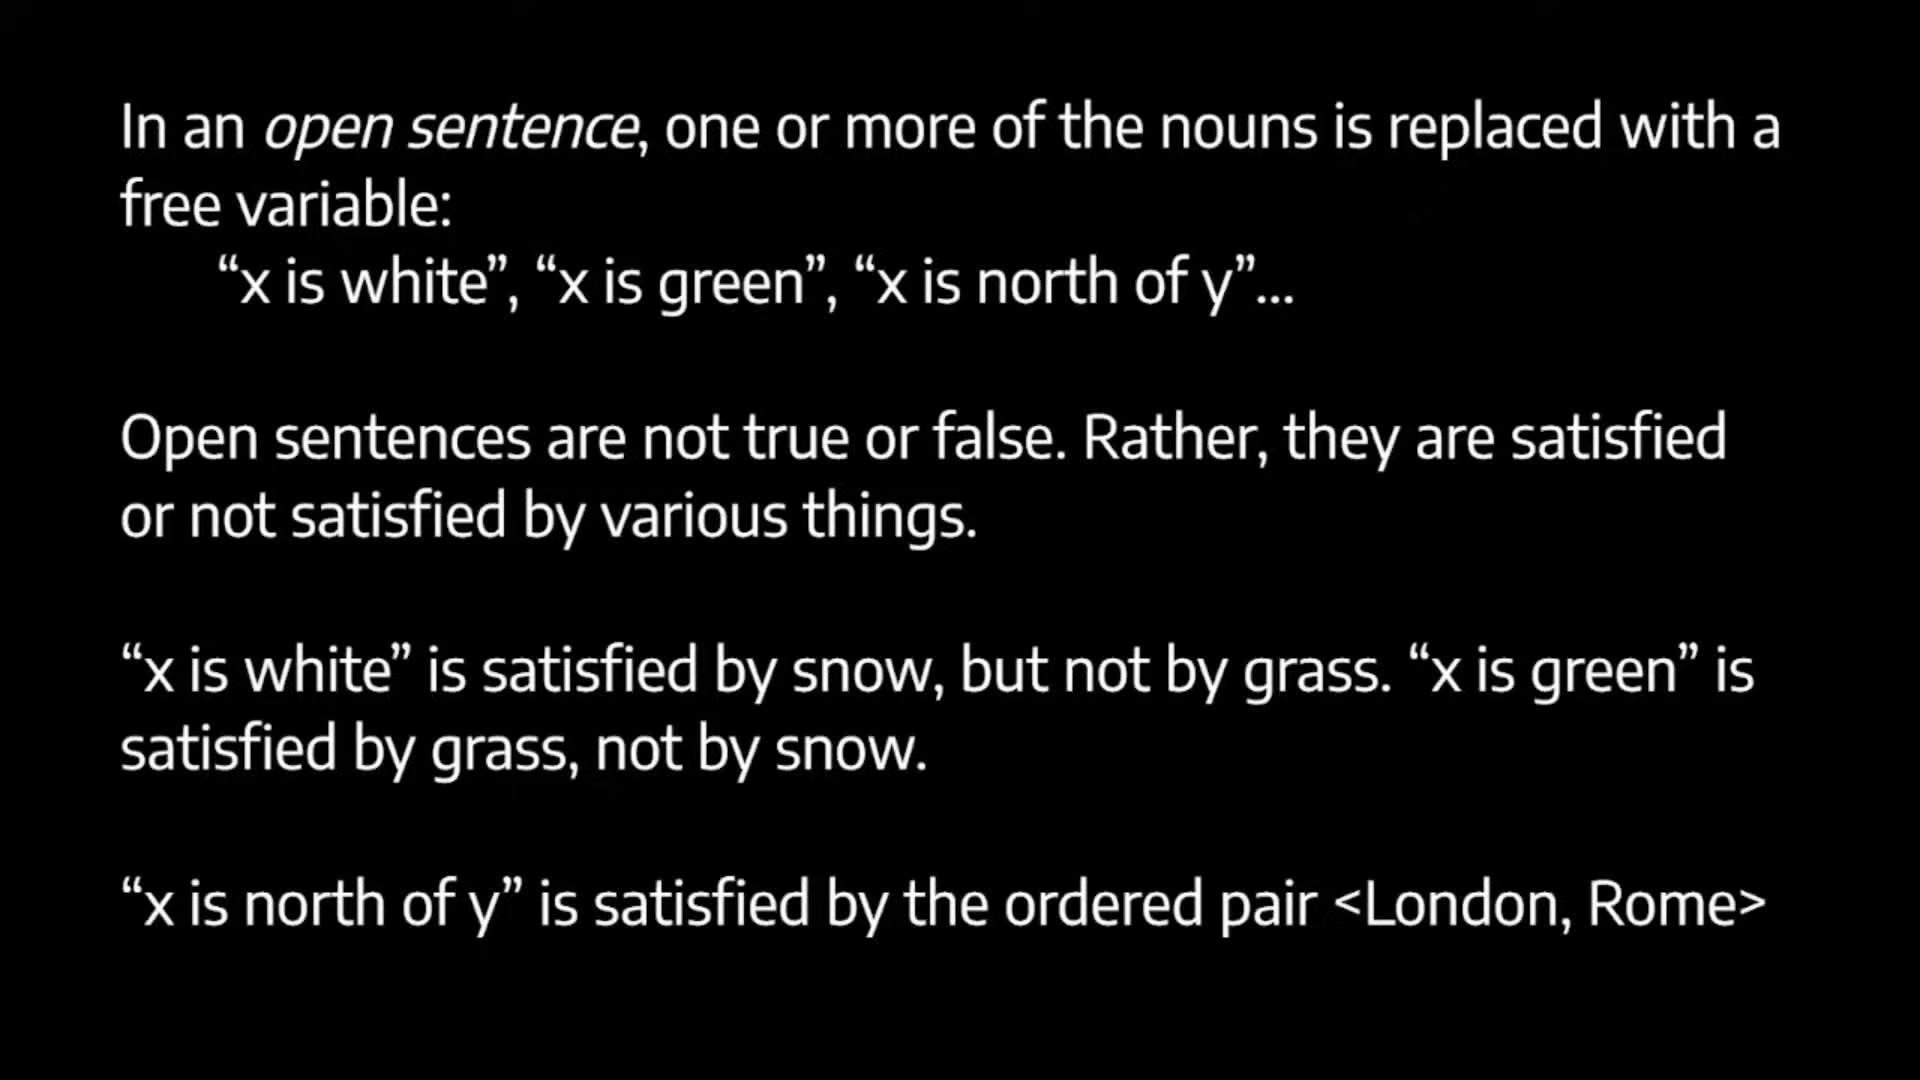 In an open sentence, one or more of the nouns is replaced with a
free variable:
“x is white”, “x is green”, “x is north of y”...
Open sentences are not true or false. Rather, they are satisfied
or not satisfied by various things.
“x is white” is satisfied by snow, but not by grass. “x is green” is
satisfied by grass, not by snow.
“x is north of y” is satisfied by the ordered pair <London, Rome>